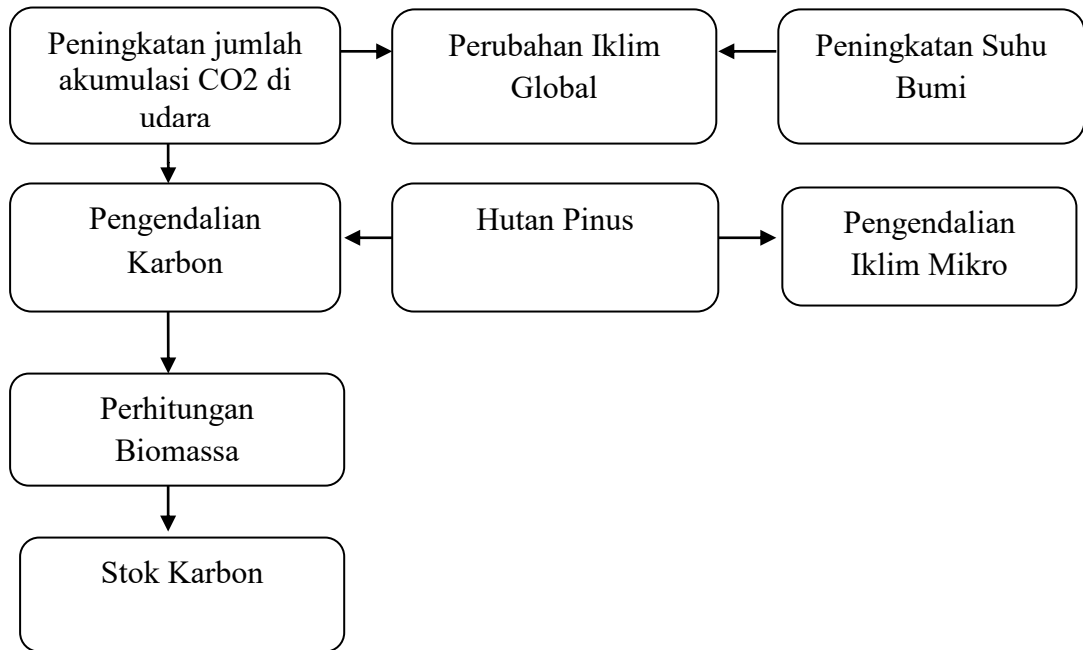 Peningkatan jumlah
akumulasi CO2 di
udara
Perubahan Iklim
Global
Peningkatan Suhu
Bumi
Pengendalian
Karbon
Hutan Pinus
Pengendalian
Iklim Mikro
Perhitungan
Biomassa
Stok Karbon